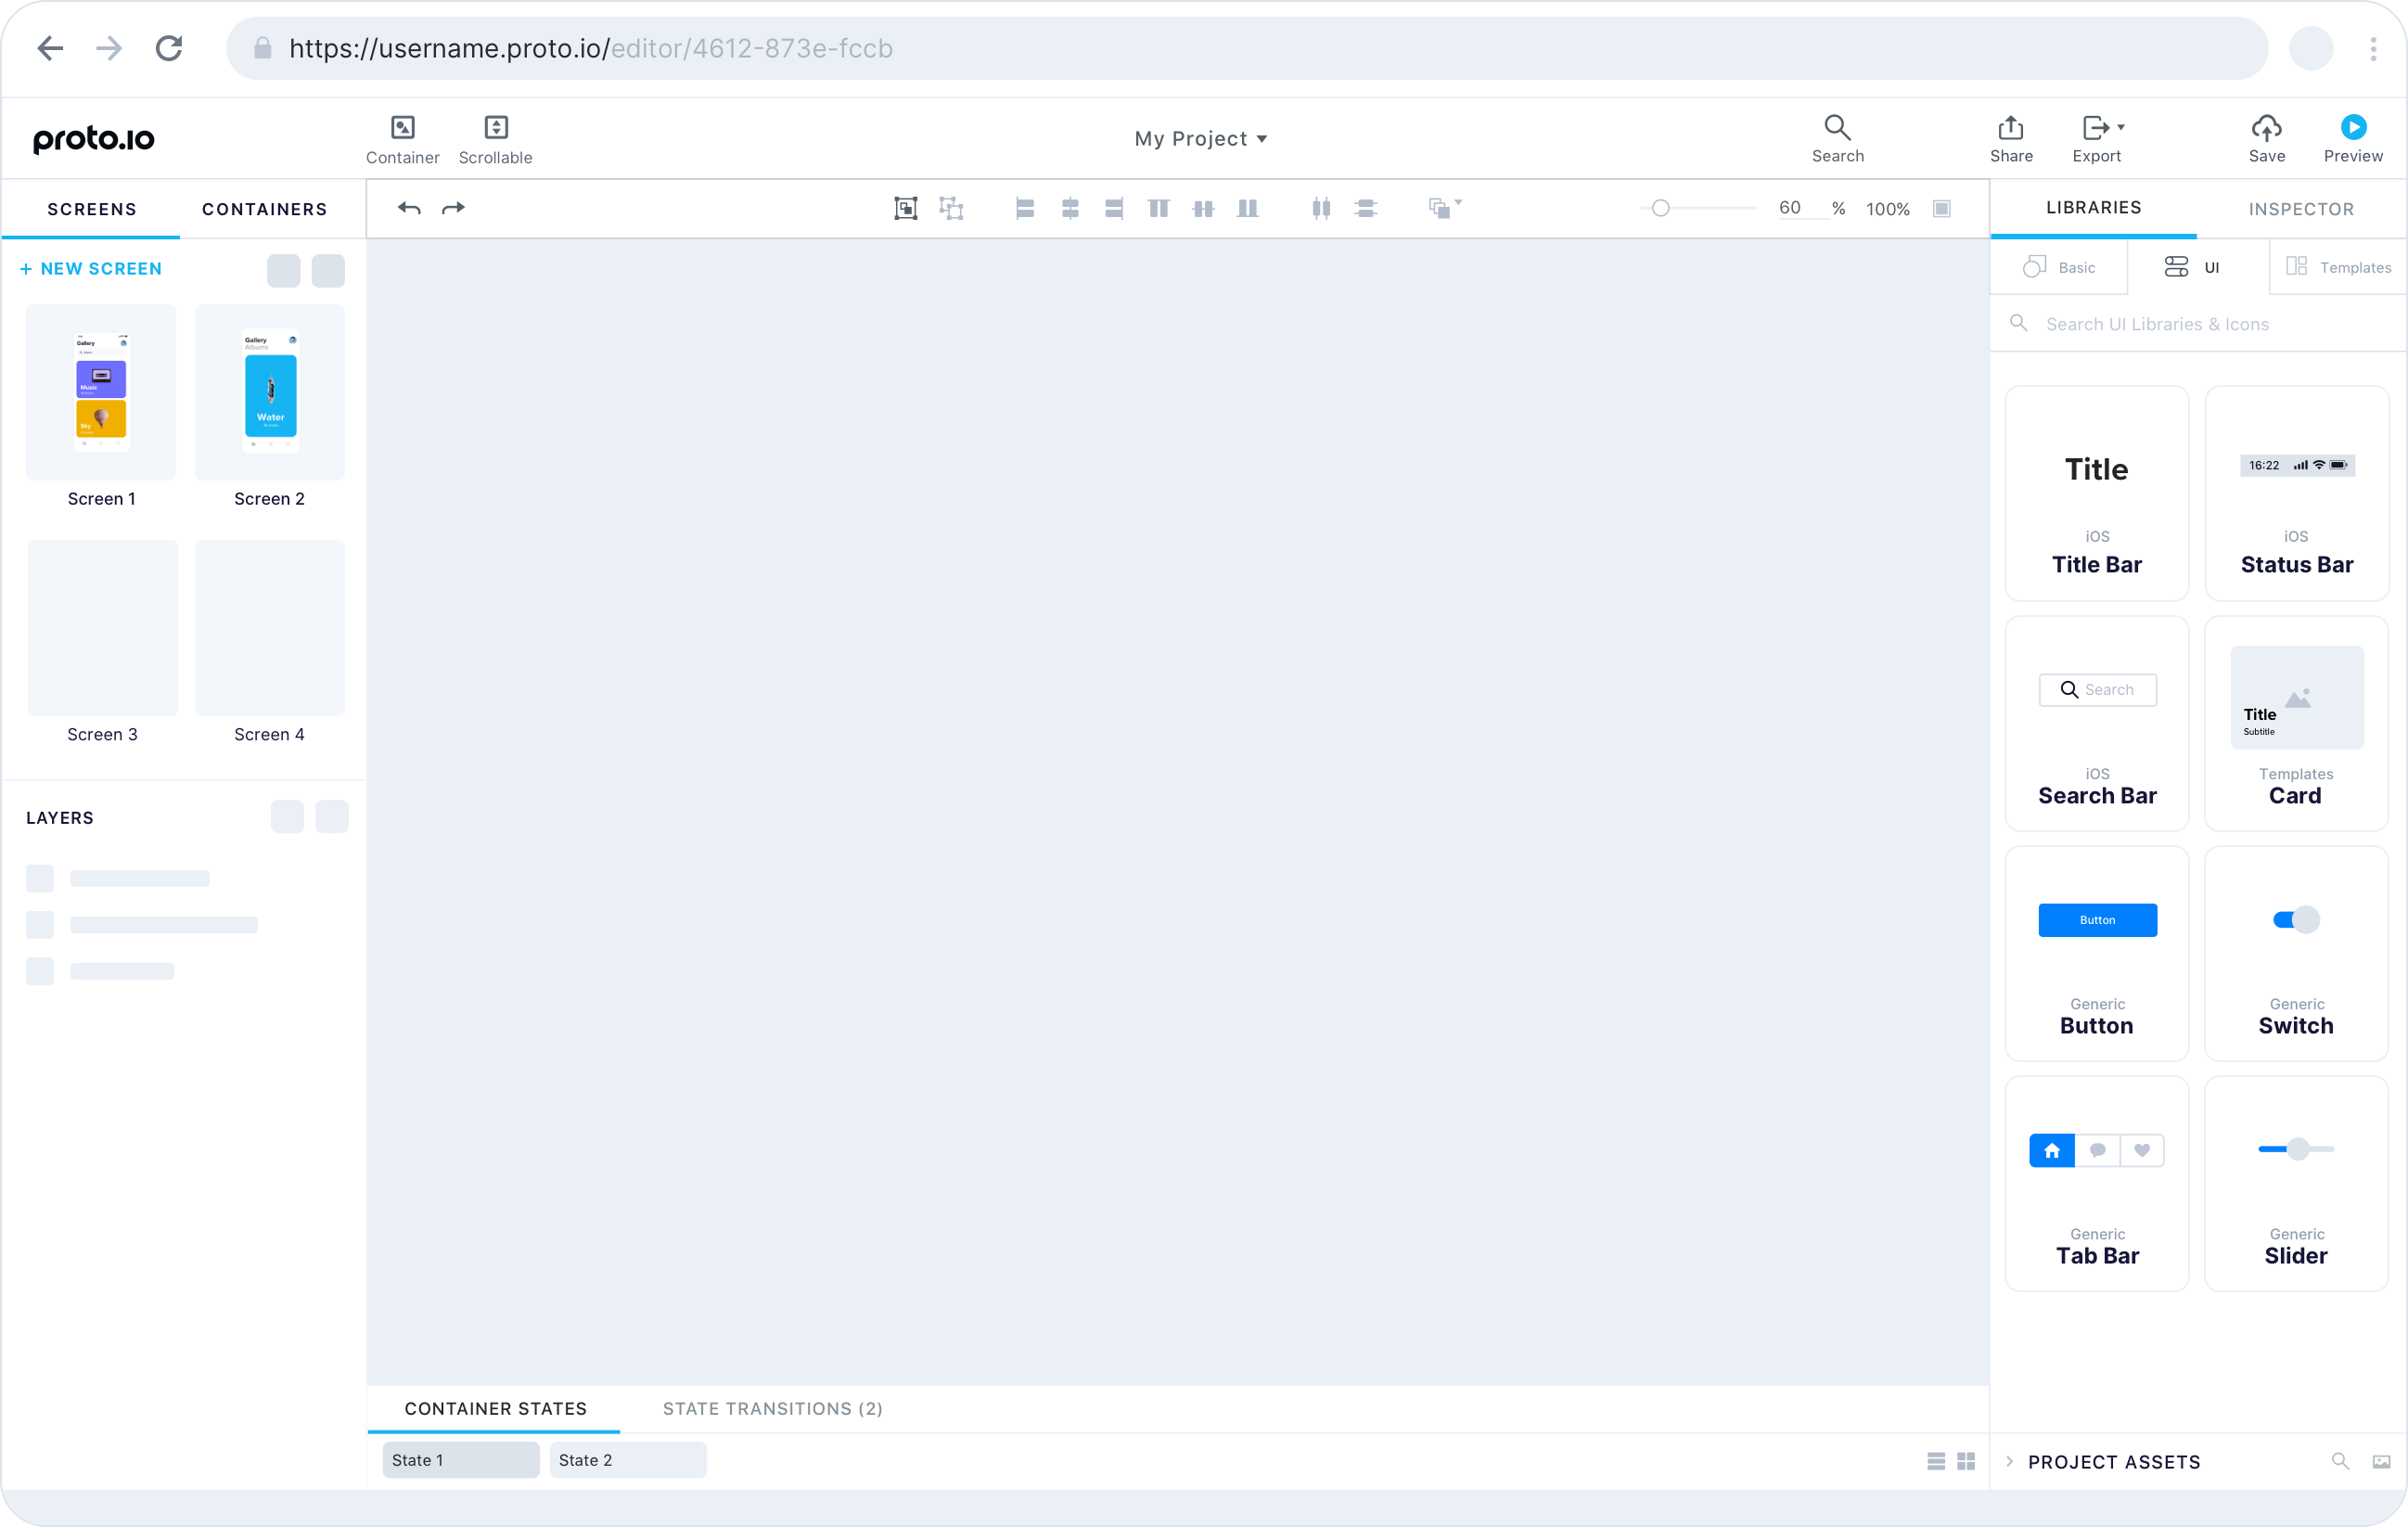 https://username.proto.io/editor/4612-873e-fccb
proto.io
Container
Scrollable
My Project
Search
Share
Export
Save
Preview
SCREENS
CONTAINERS
60 %
100%
LIBRARIES
INSPECTOR
+ NEW SCREEN
Basic
UI
Templates
Search UI Libraries & Icons
Gallery
Music
Sky
Screen 1
Gallery
Albums
Water
Screen 2
Screen 3
Screen 4
LAYERS
Title
iOS
Title Bar
16:22
iOS
Status Bar
Search
iOS
Search Bar
Title
Subtitle
Templates
Card
Button
Generic
Button
Generic
Switch
Generic
Tab Bar
Generic
Slider
CONTAINER STATES
STATE TRANSITIONS (2)
State 1
State 2
PROJECT ASSETS